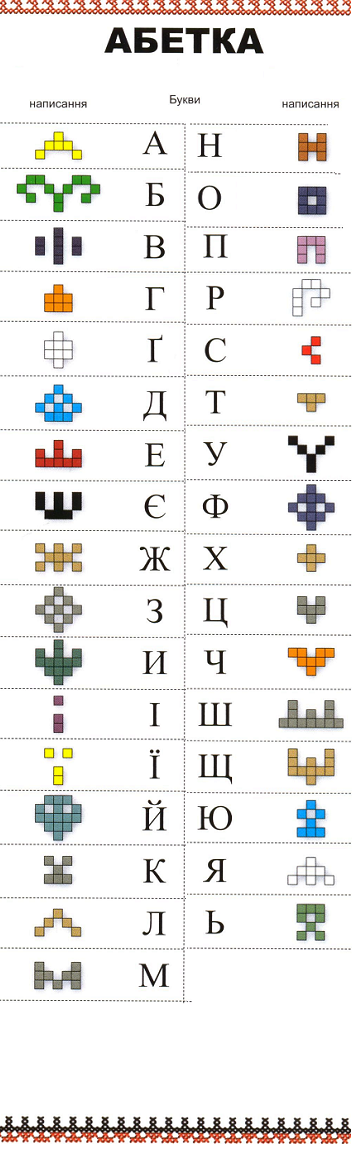 АБЕТКА
написання Букви написання
А Н
Б О
В П
Г Р
Ґ С
Д Т
Е У
Є Ф
Ж Х
З Ц
И Ч
І Ш
Ї Щ
Й Ю
К Я
Л Ь
М